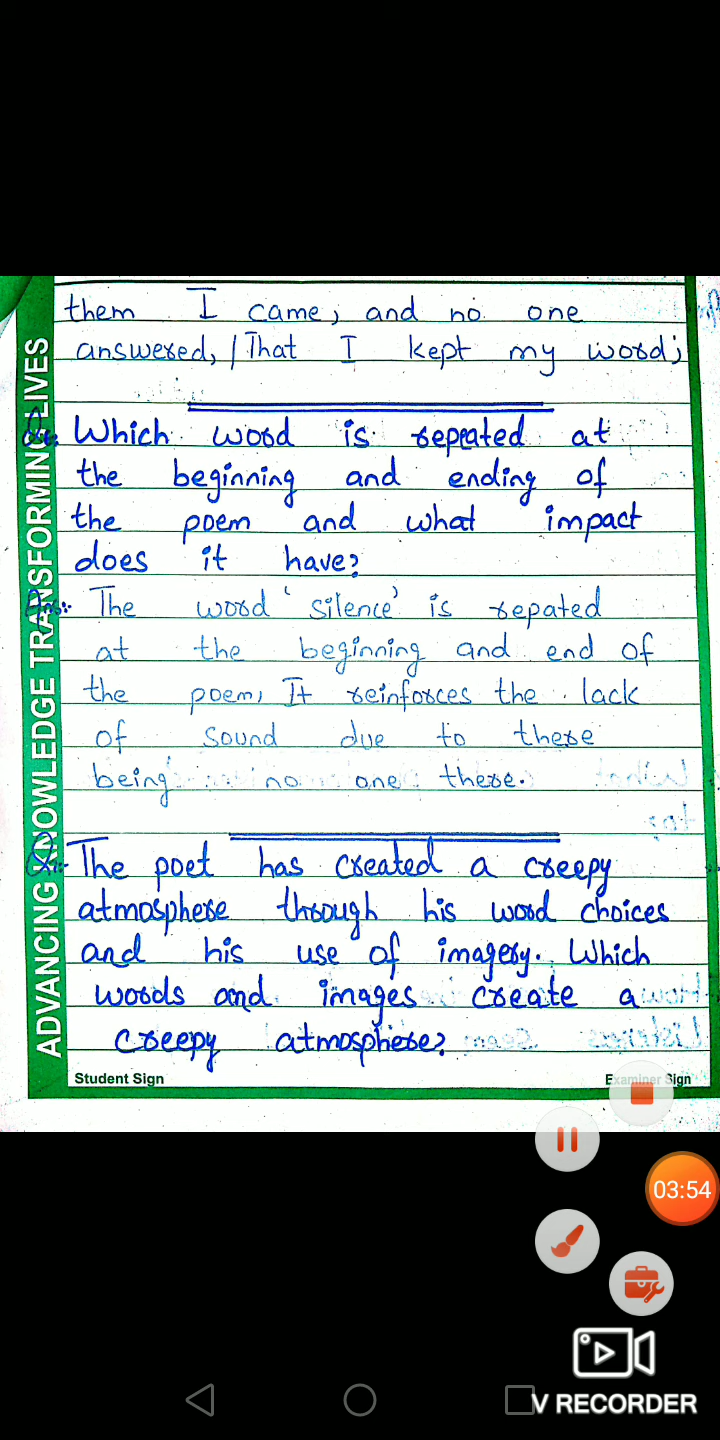 them I came, and no one
answered, / That I kept my word;
Q:- Which word is repeated at
the beginning and ending of
the poem and what impact
does it have?
Ans:- The word 'silence' is repated
at the beginning and end of
the poem, It reinforces the lack
of sound due to there
being no one there.
Q:- The poet has created a creepy
atmosphere through his word choices
and his use of imagery. Which
words and images create a
creepy atmosphere?
ADVANCING KNOWLEDGE TRANSFORMING LIVES
Student Sign
Examiner Sign
03:54
V RECORDER